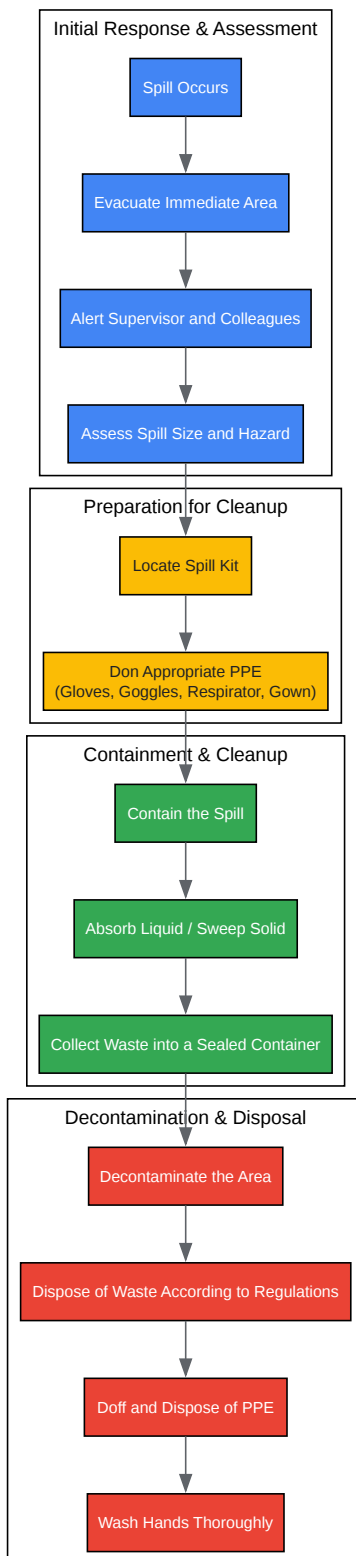 Initial Response & Assessment
Spill Occurs
Evacuate Immediate Area
Alert Supervisor and Colleagues
Assess Spill Size and Hazard
Preparation for Cleanup
Locate Spill Kit
Don Appropriate PPE
(Gloves, Goggles, Respirator, Gown)
Containment & Cleanup
Contain the Spill
Absorb Liquid / Sweep Solid
Collect Waste into a Sealed Container
Decontamination & Disposal
Decontaminate the Area
Dispose of Waste According to Regulations
Doff and Dispose of PPE
Wash Hands Thoroughly